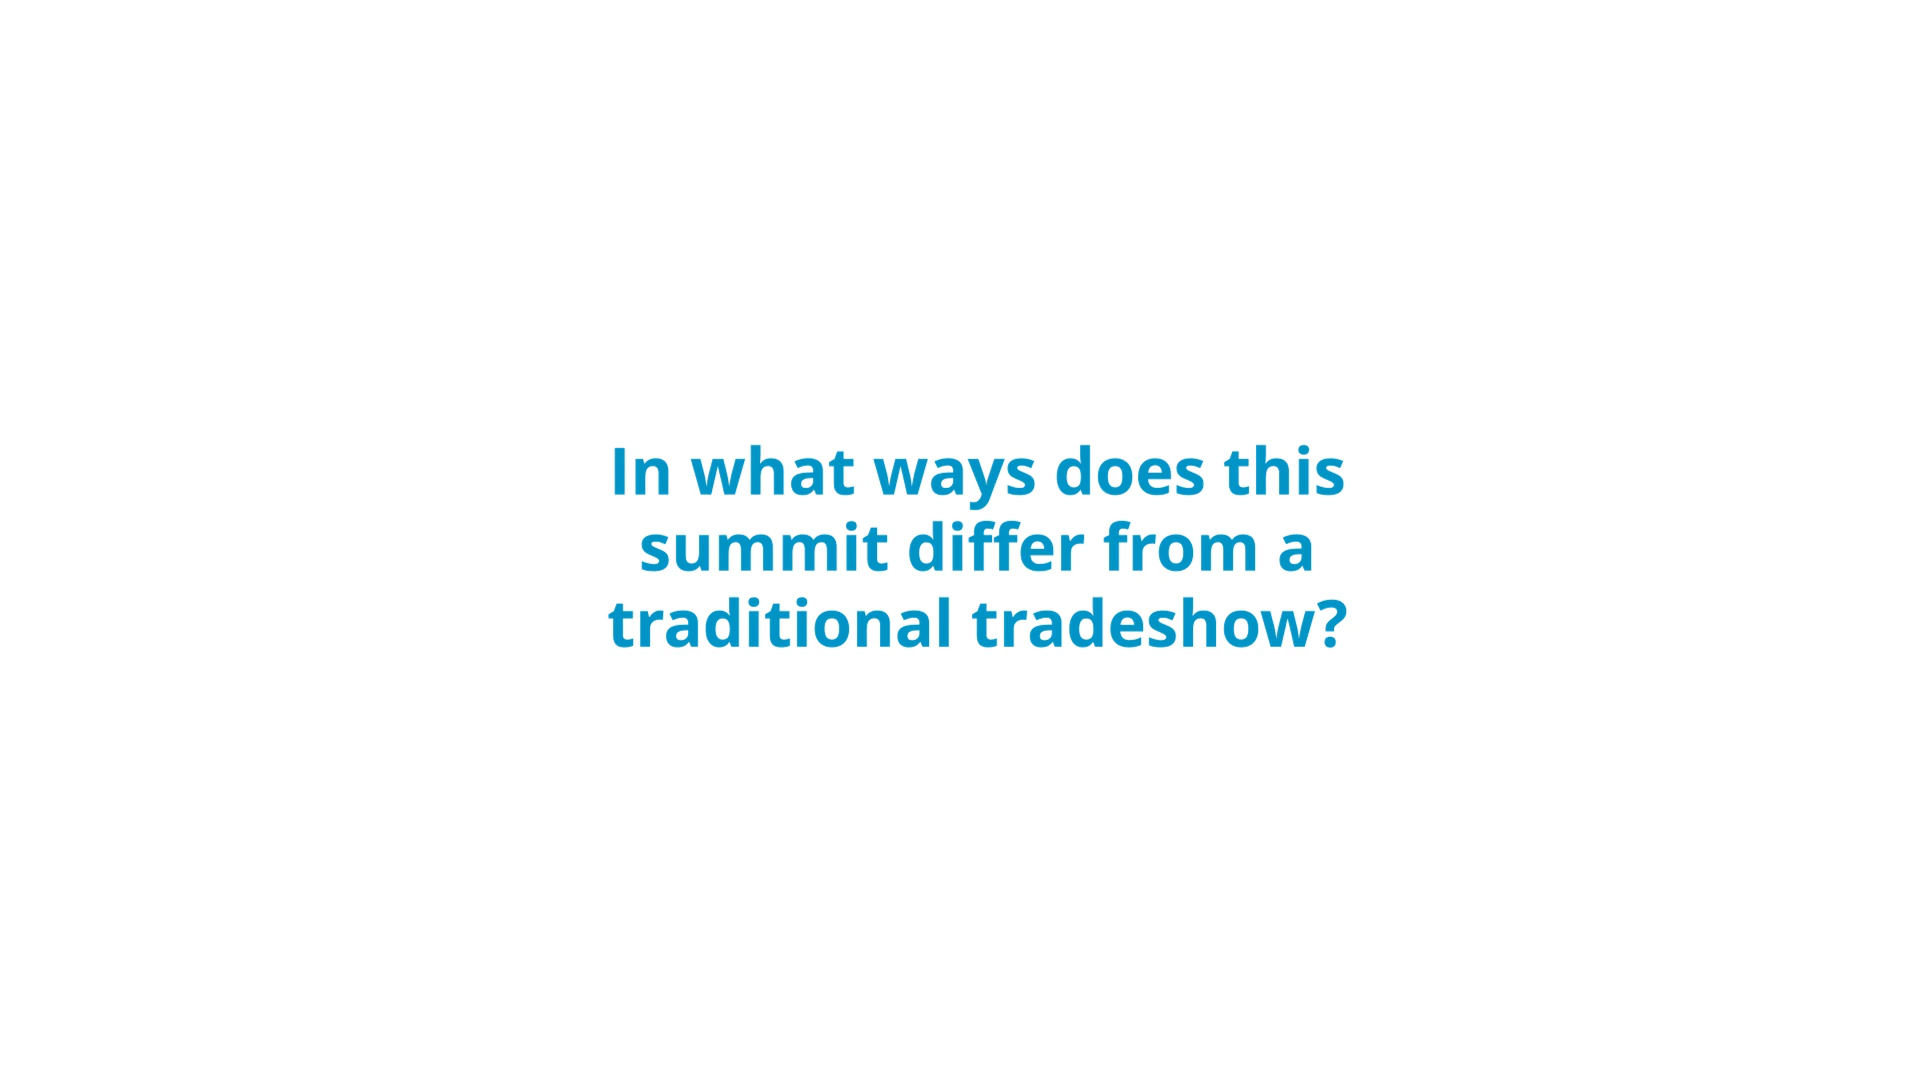 In what ways does this
summit differ from a
traditional tradeshow?